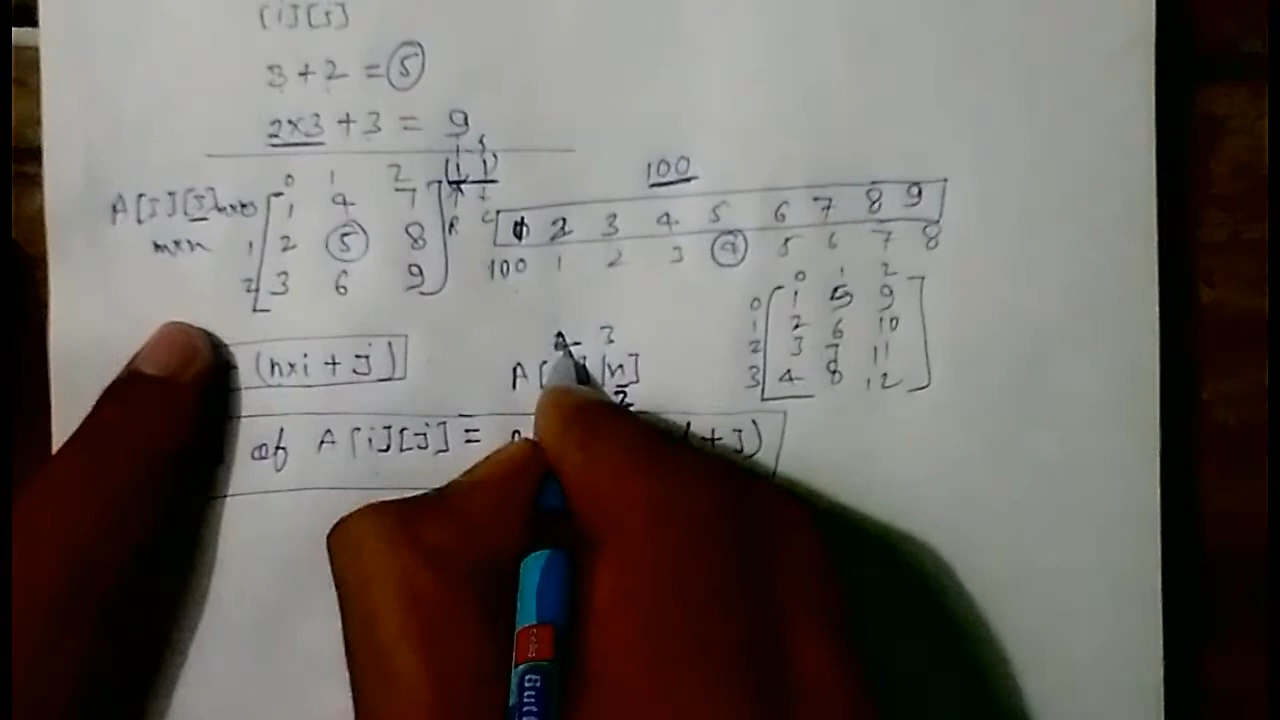 [i][j]
3 + 2 = 5
2x3 + 3 = 9
0 1 2
A[i][j]
mxn
1 4 7
1 2 5 8
2 3 6 9
R C
100
1 2 3 4 5 6 7 8 9
100 1 2 3 4 5 6 7 8
0 1 2
0 1 5 9
1 2 6 10
2 3 7 11
3 4 8 12
(nxi + j)
3
A[ ][n]
2
of A[i][j] =
+ j)